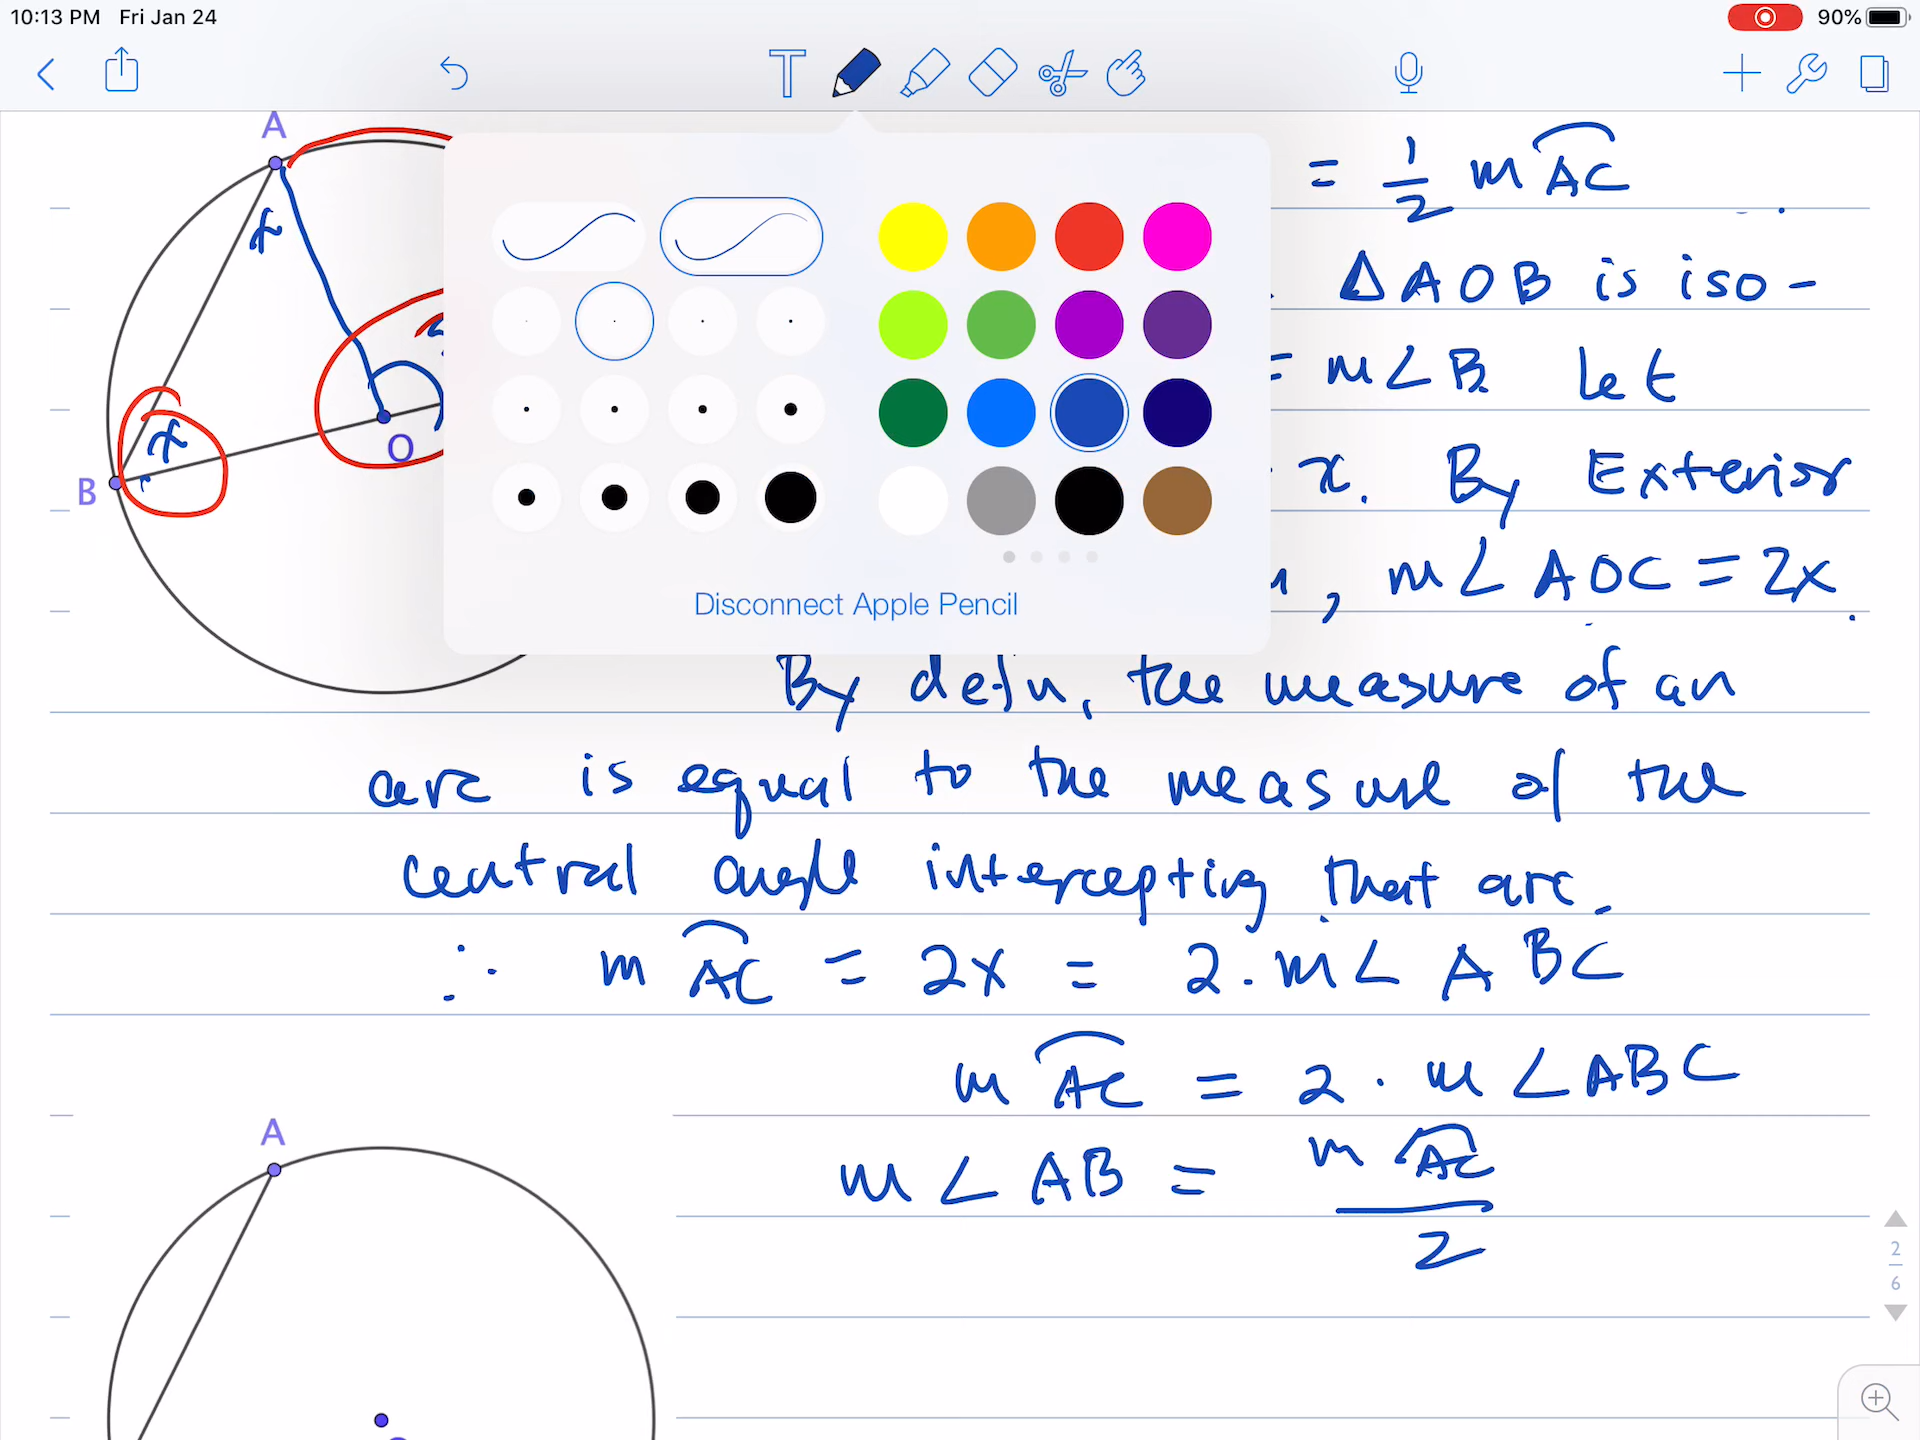 10:13 PM Fri Jan 24
90%
T
A
x
x
O
B
= 1/2 m AC
. △AOB is iso-
= m∠B. Let
x. By Exterior
, m∠AOC = 2x.
Disconnect Apple Pencil
By defn, the measure of an
arc is equal to the measure of the
central angle intercepting that arc.
∴ m AC = 2x = 2·m∠ABC
m AC = 2 · m∠ABC
m∠AB = m AC / 2
A
2
6